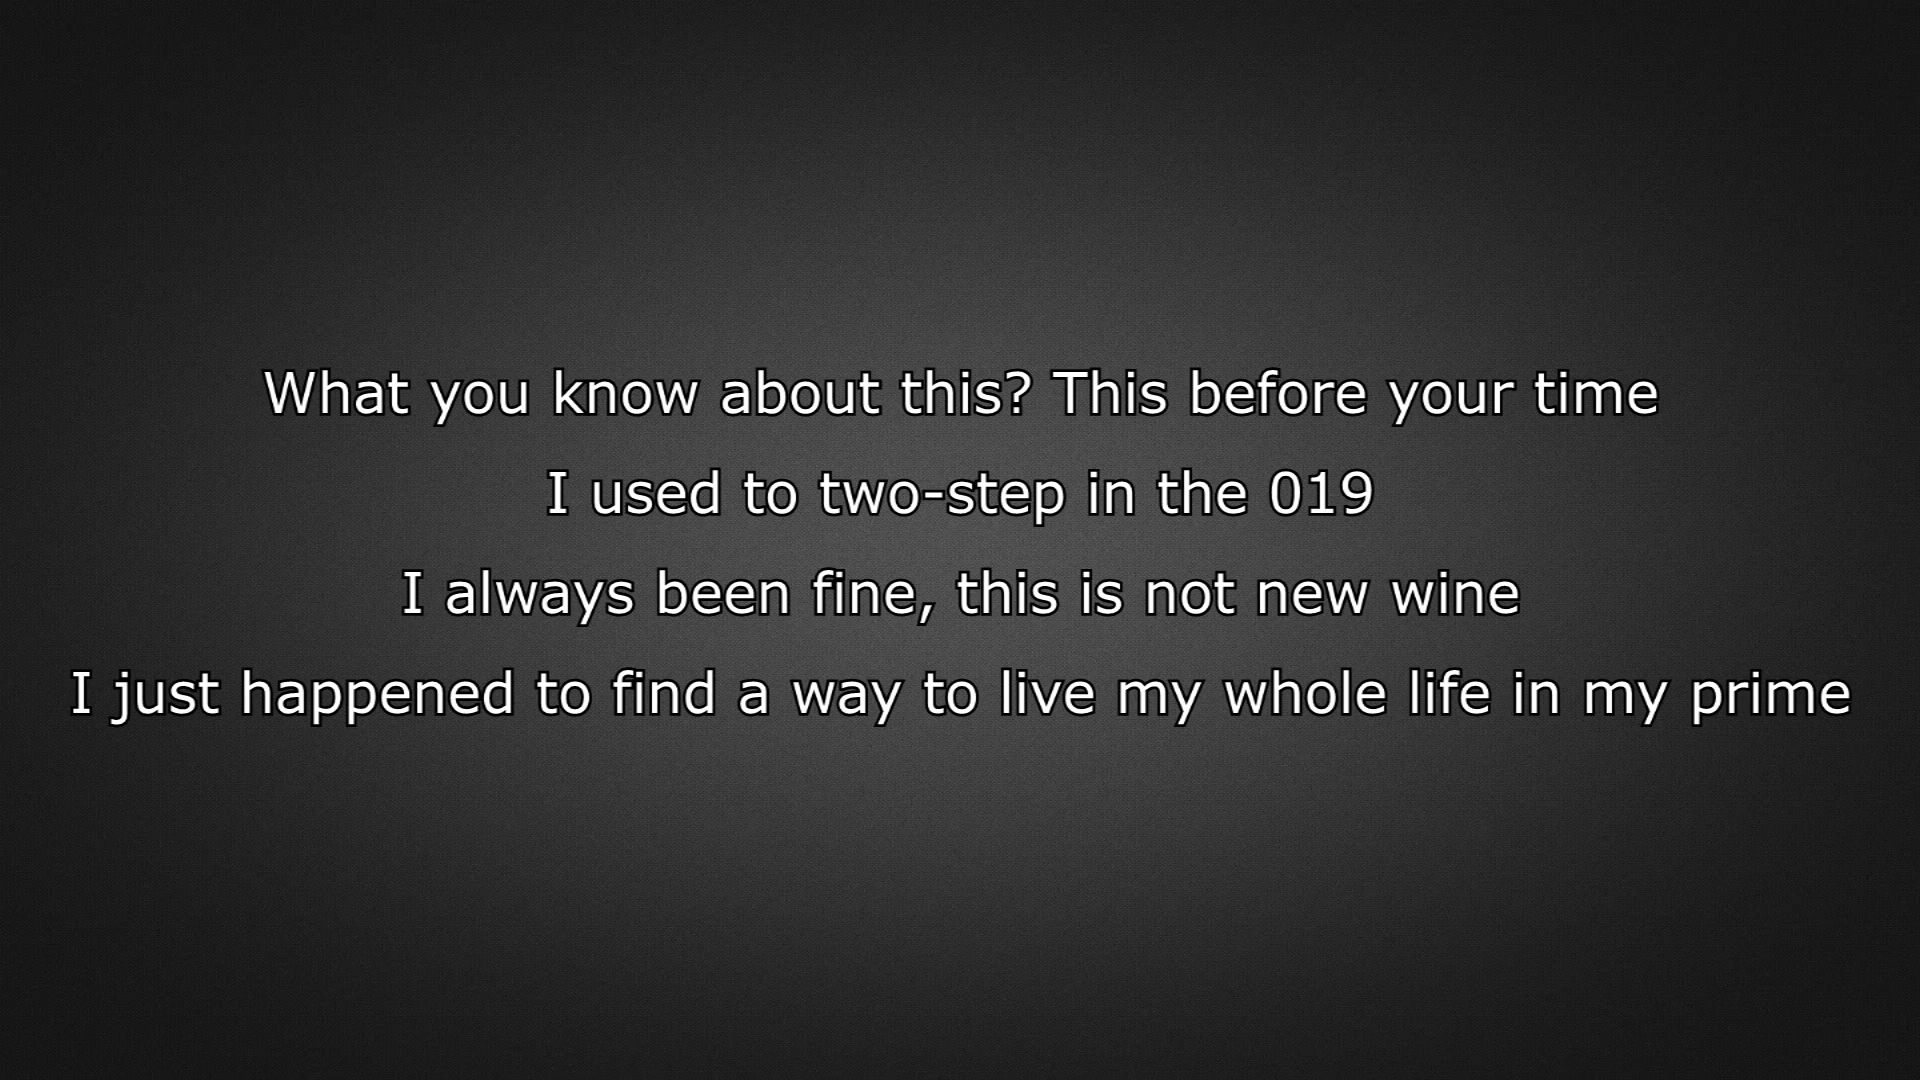 What you know about this? This before your time
I used to two-step in the 019
I always been fine, this is not new wine
I just happened to find a way to live my whole life in my prime